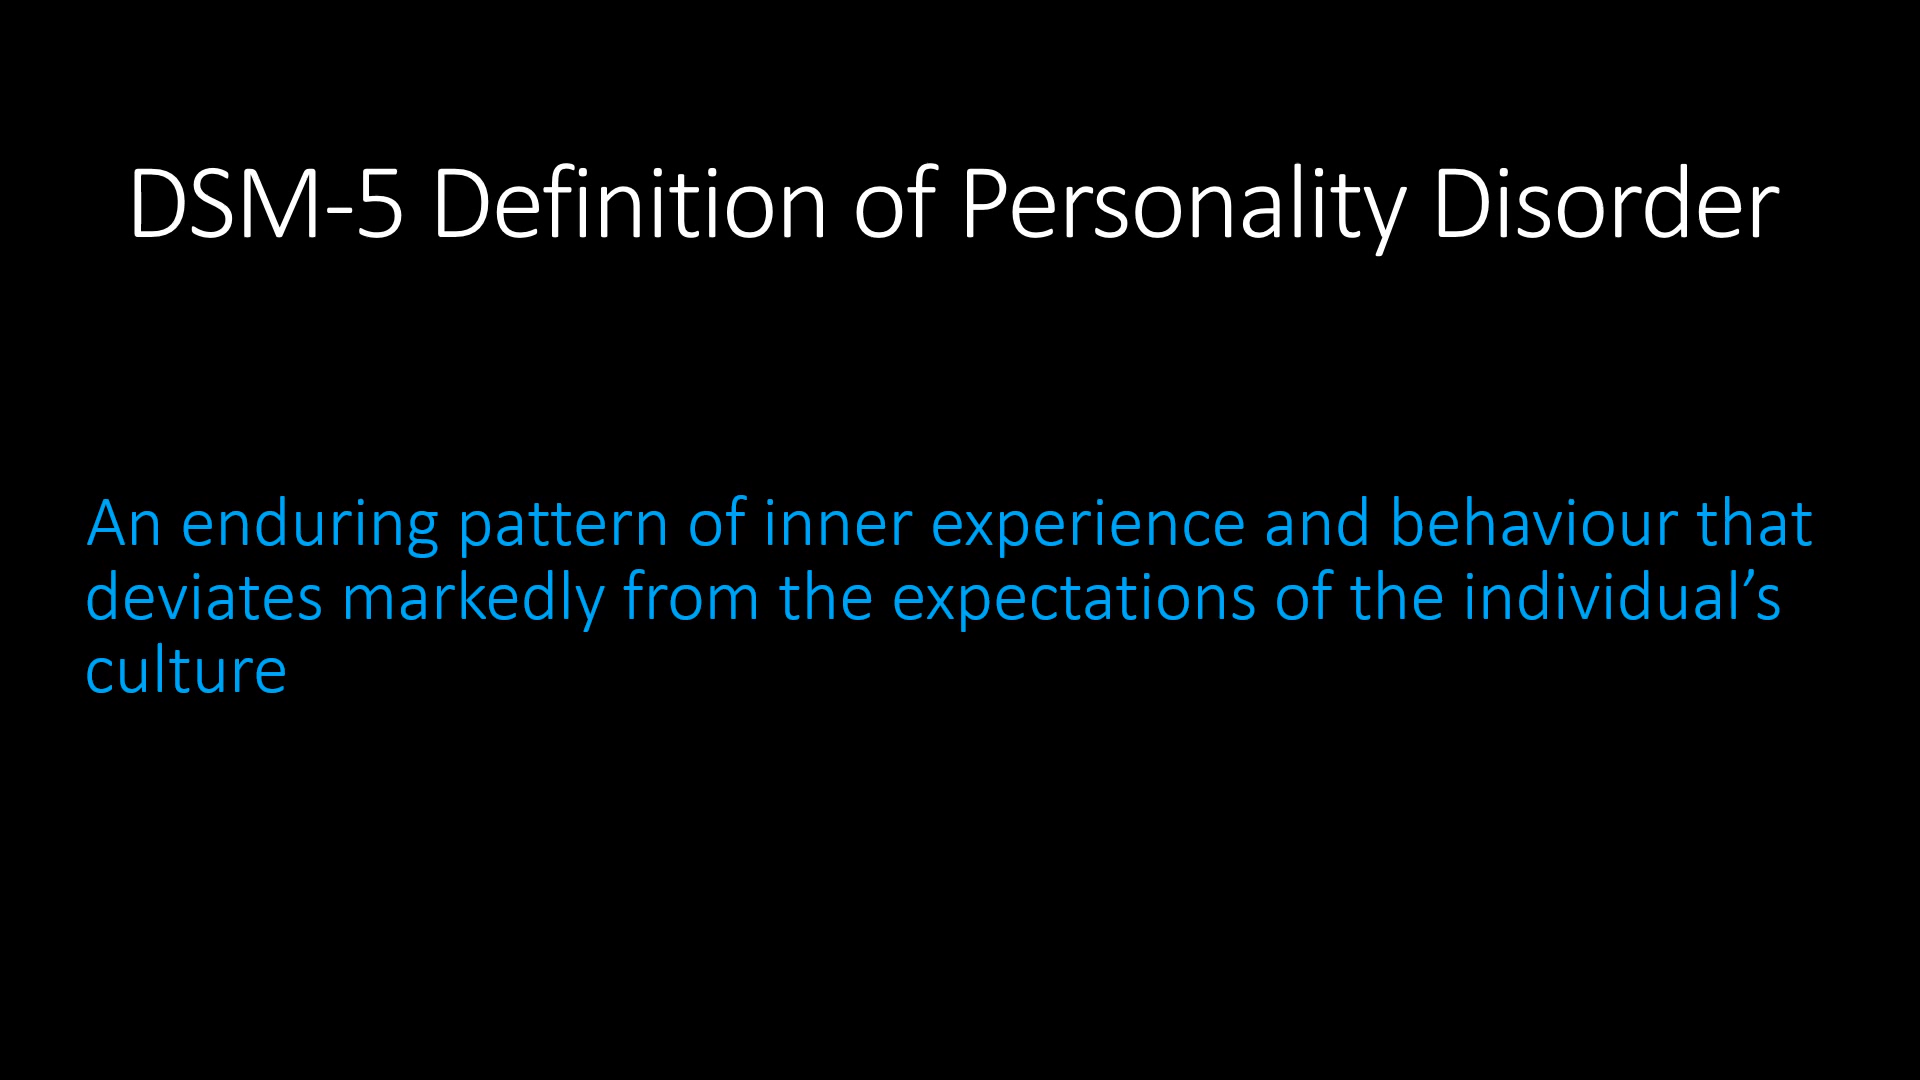 DSM-5 Definition of Personality Disorder
An enduring pattern of inner experience and behaviour that
deviates markedly from the expectations of the individual’s
culture